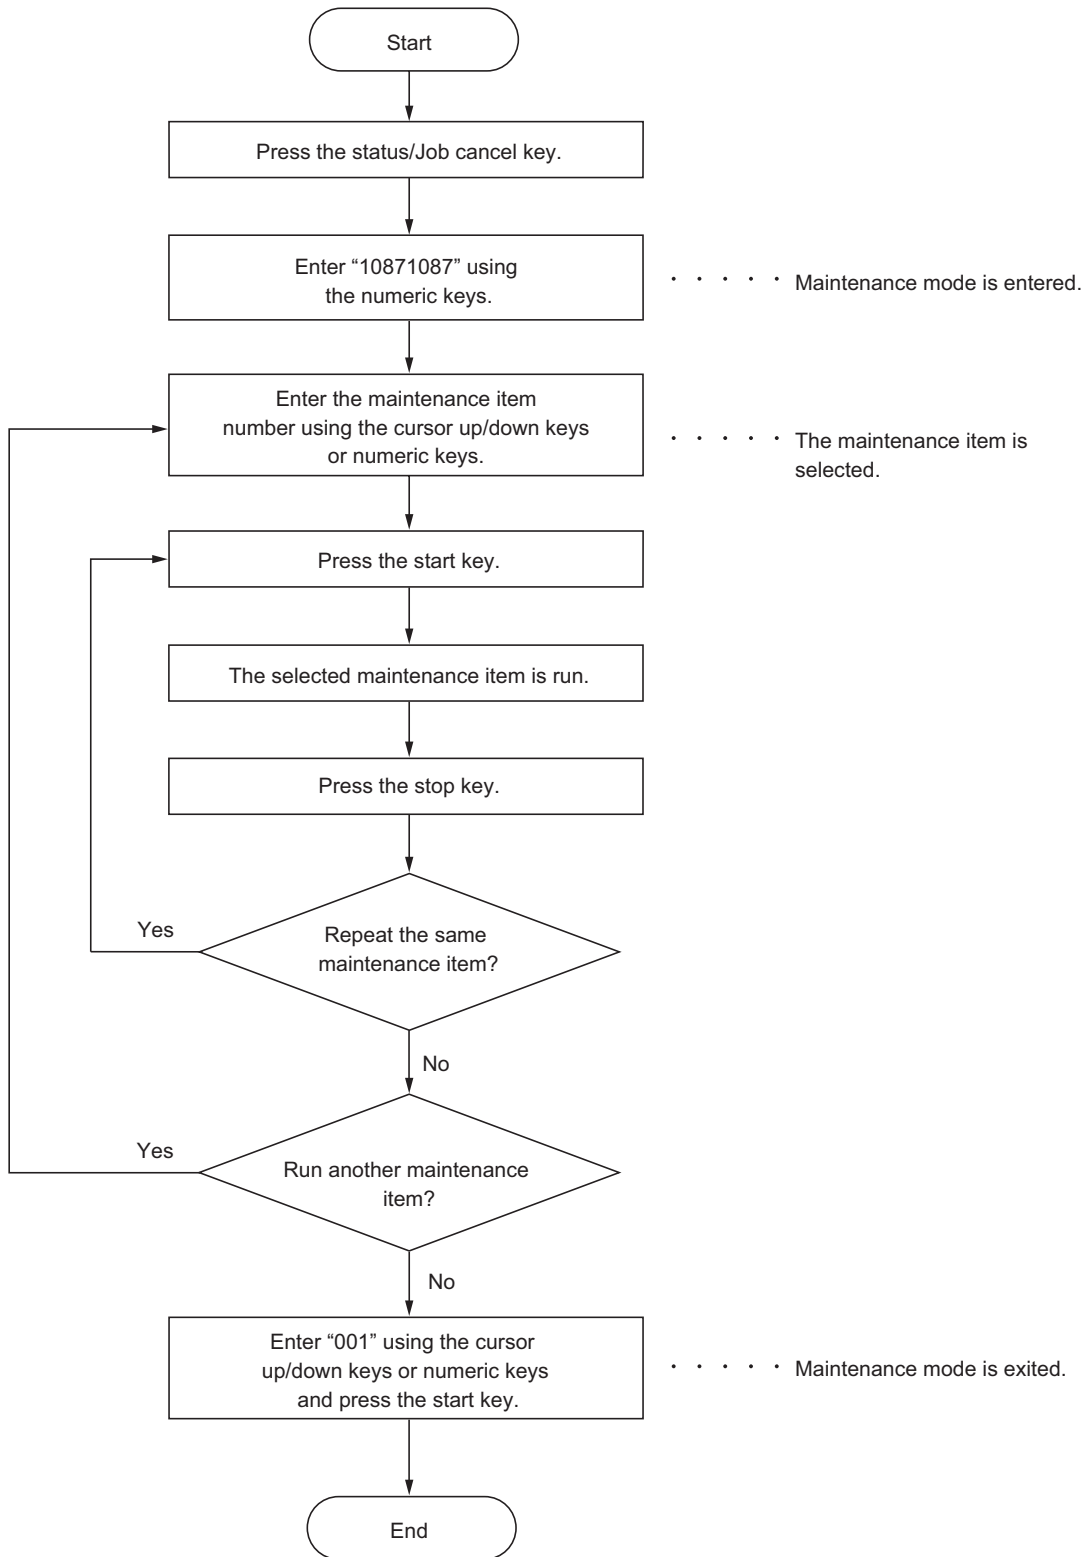 Start
Press the status/Job cancel key.
Enter “10871087” using
the numeric keys.
Maintenance mode is entered.
Enter the maintenance item
number using the cursor up/down keys
or numeric keys.
The maintenance item is
selected.
Press the start key.
The selected maintenance item is run.
Press the stop key.
Yes
Repeat the same
maintenance item?
No
Yes
Run another maintenance
item?
No
Enter “001” using the cursor
up/down keys or numeric keys
and press the start key.
Maintenance mode is exited.
End